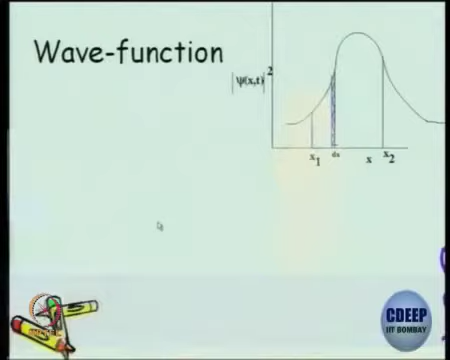 Wave-function
|ψ(x,t)|²
x₁ dx x x₂
CDEEP
IIT BOMBAY